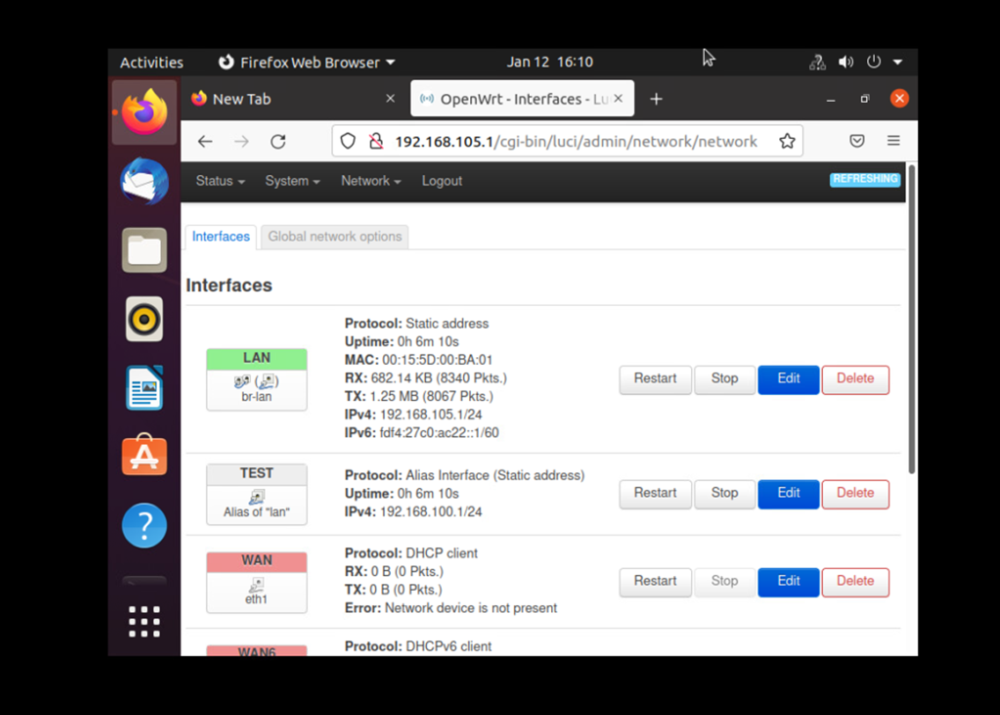 Activities Firefox Web Browser Jan 12 16:10
New Tab OpenWrt - Interfaces - Lu
192.168.105.1/cgi-bin/luci/admin/network/network
Status System Network Logout REFRESHING
Interfaces Global network options
Interfaces
LAN
br-lan
Protocol: Static address
Uptime: 0h 6m 10s
MAC: 00:15:5D:00:BA:01
RX: 682.14 KB (8340 Pkts.)
TX: 1.25 MB (8067 Pkts.)
IPv4: 192.168.105.1/24
IPv6: fdf4:27c0:ac22::1/60
Restart Stop Edit Delete
TEST
Alias of "lan"
Protocol: Alias Interface (Static address)
Uptime: 0h 6m 10s
IPv4: 192.168.100.1/24
Restart Stop Edit Delete
WAN
eth1
Protocol: DHCP client
RX: 0 B (0 Pkts.)
TX: 0 B (0 Pkts.)
Error: Network device is not present
Restart Stop Edit Delete
WAN6
Protocol: DHCPv6 client